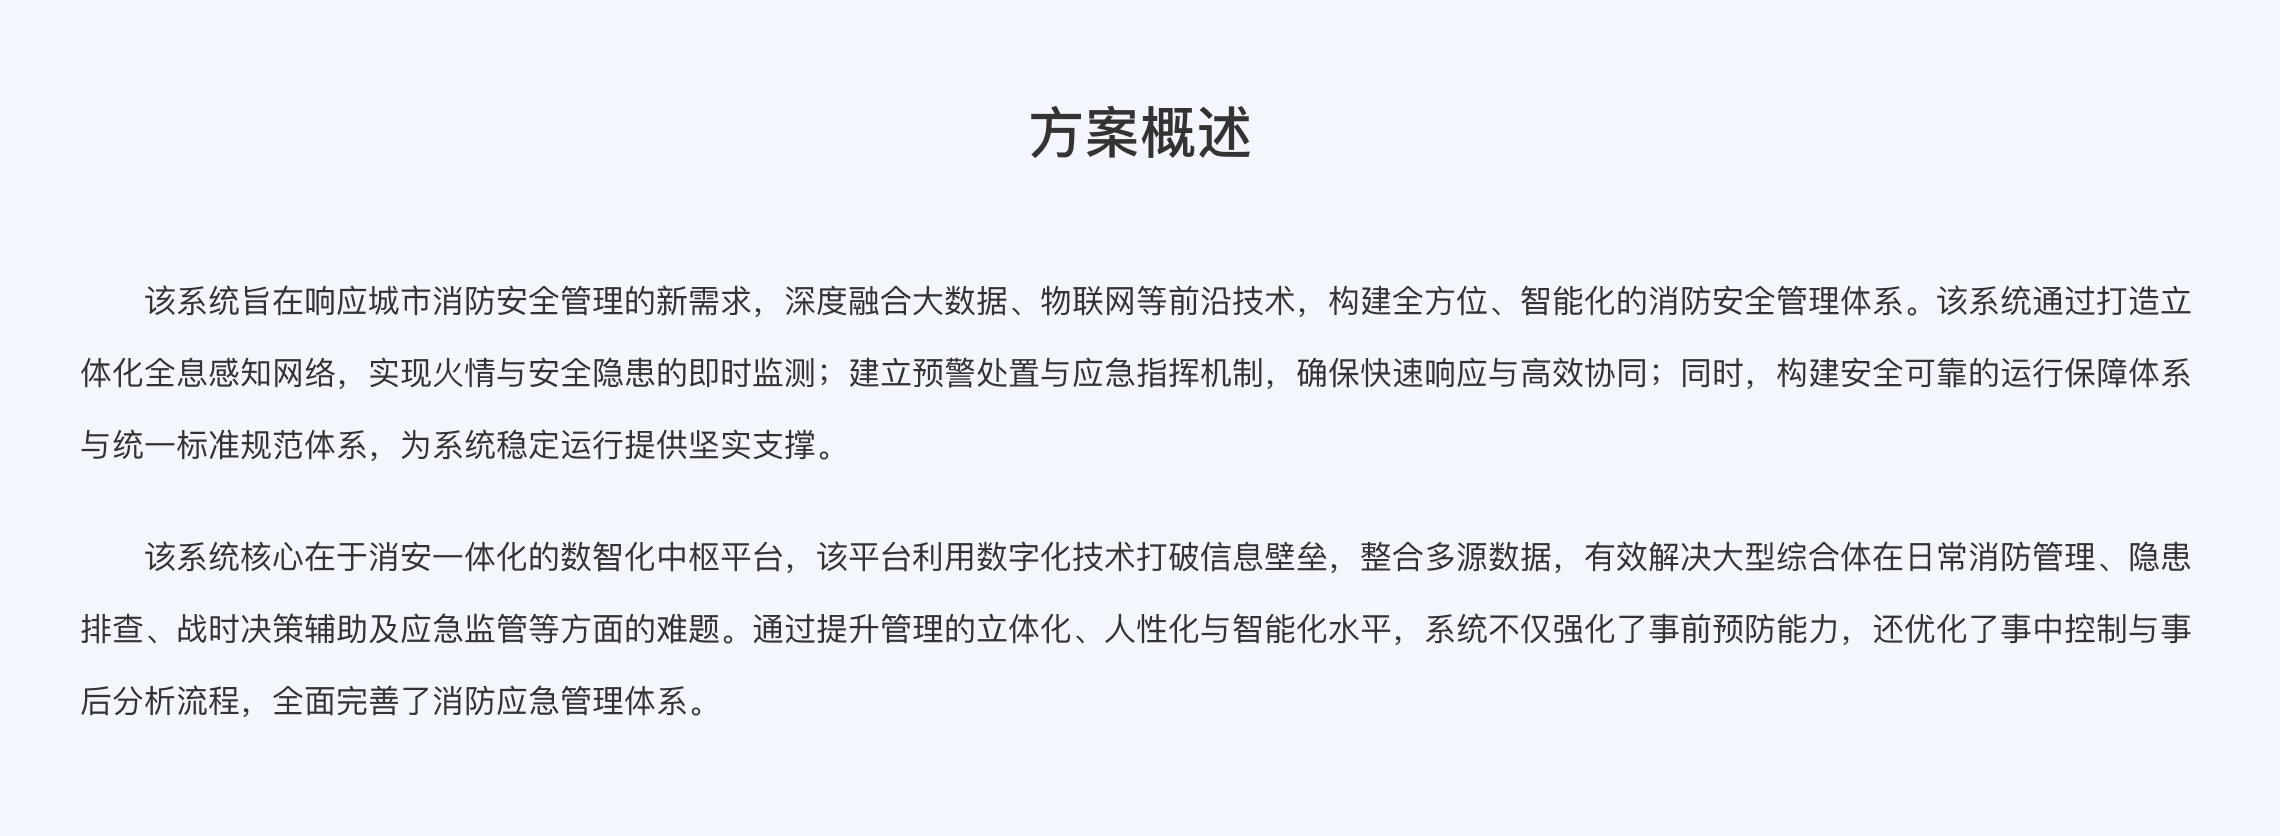 方案概述
该系统旨在响应城市消防安全管理的新需求，深度融合大数据、物联网等前沿技术，构建全方位、智能化的消防安全管理体系。该系统通过打造立
体化全息感知网络，实现火情与安全隐患的即时监测；建立预警处置与应急指挥机制，确保快速响应与高效协同；同时，构建安全可靠的运行保障体系
与统一标准规范体系，为系统稳定运行提供坚实支撑。
该系统核心在于消安一体化的数智化中枢平台，该平台利用数字化技术打破信息壁垒，整合多源数据，有效解决大型综合体在日常消防管理、隐患
排查、战时决策辅助及应急监管等方面的难题。通过提升管理的立体化、人性化与智能化水平，系统不仅强化了事前预防能力，还优化了事中控制与事
后分析流程，全面完善了消防应急管理体系。